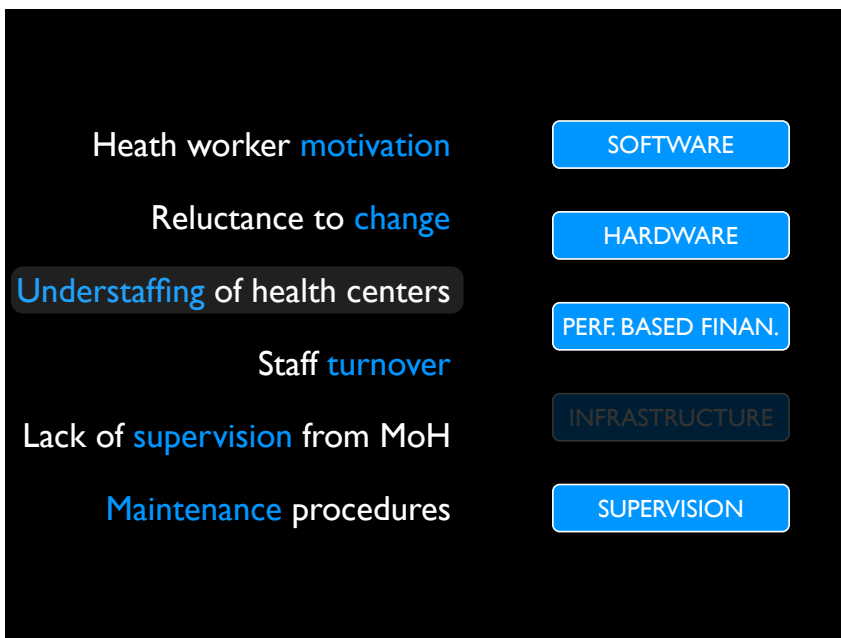 Heath worker motivation
Reluctance to change
Understaffing of health centers
Staff turnover
Lack of supervision from MoH
Maintenance procedures
SOFTWARE
HARDWARE
PERF. BASED FINAN.
INFRASTRUCTURE
SUPERVISION